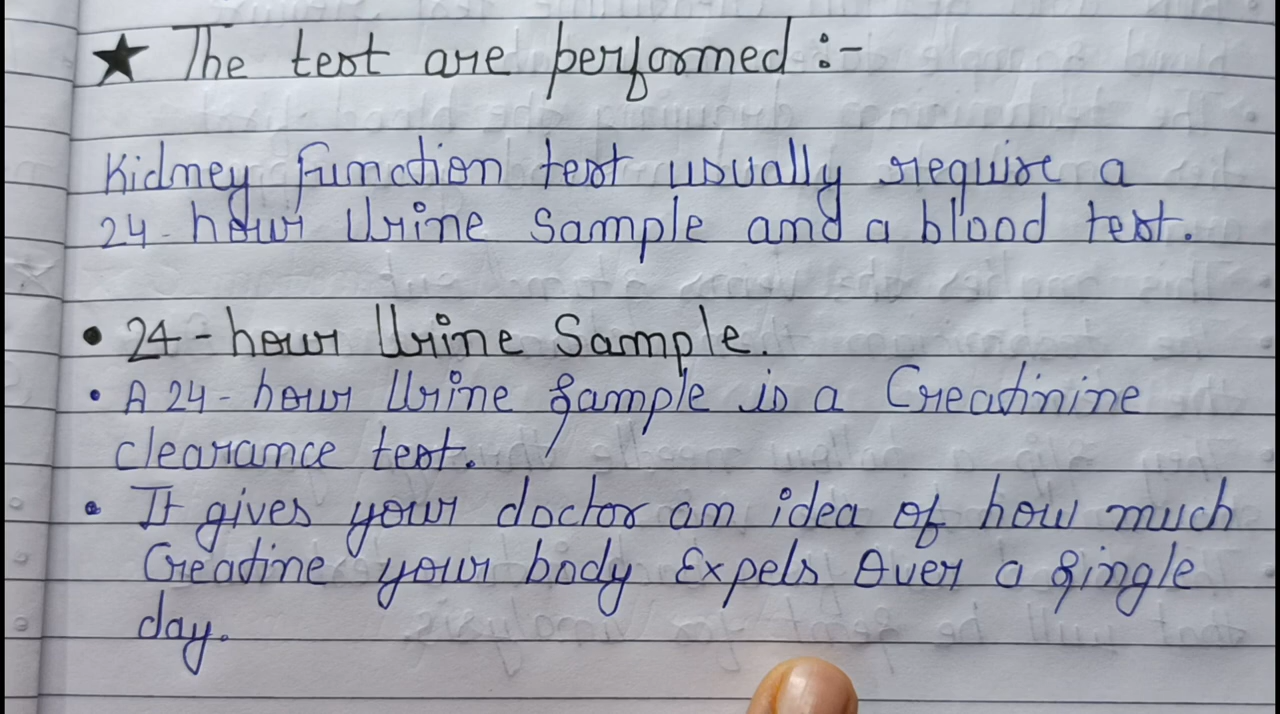 ★ The test are performed :-
Kidney Function test usually require a
24-hour Urine Sample and a blood test.
• 24-hour Urine Sample.
• A 24-hour Urine Sample is a Creatinine
clearance test.
• It gives your doctor an idea of how much
Creatine your body Expels Over a Single
day.